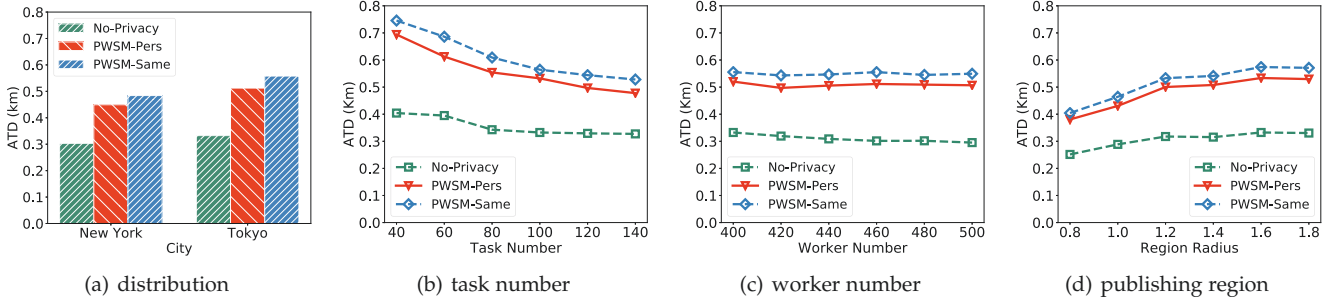 ATD (km)
0.8
0.7
0.6
0.5
0.4
0.3
0.2
0.1
0.0
No-Privacy
PWSM-Pers
PWSM-Same
New York
Tokyo
City
(a) distribution
ATD (Km)
0.8
0.7
0.6
0.5
0.4
0.3
0.2
0.1
0.0
No-Privacy
PWSM-Pers
PWSM-Same
40 60 80 100 120 140
Task Number
(b) task number
ATD (Km)
0.8
0.7
0.6
0.5
0.4
0.3
0.2
0.1
0.0
No-Privacy
PWSM-Pers
PWSM-Same
400 420 440 460 480 500
Worker Number
(c) worker number
ATD (Km)
0.8
0.7
0.6
0.5
0.4
0.3
0.2
0.1
0.0
No-Privacy
PWSM-Pers
PWSM-Same
0.8 1.0 1.2 1.4 1.6 1.8
Region Radius
(d) publishing region